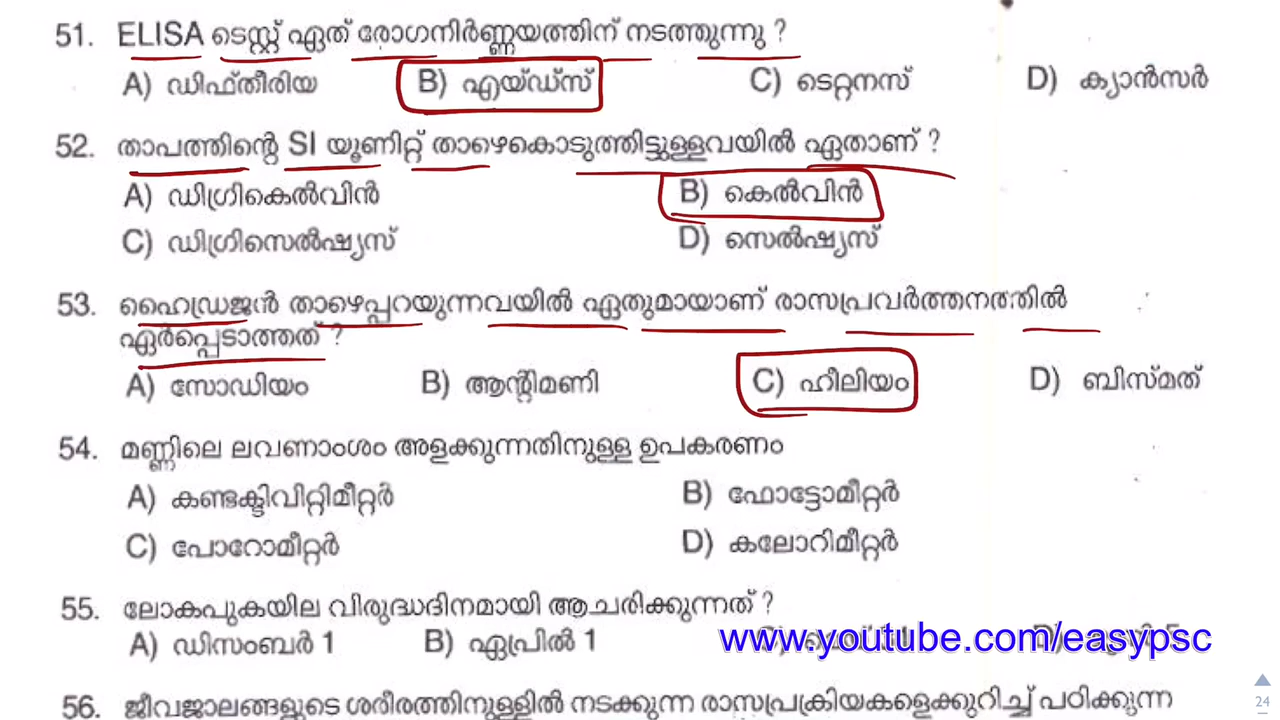 51. ELISA ടെസ്റ്റ് ഏത് രോഗനിർണ്ണയത്തിന് നടത്തുന്നു ?
A) ഡിഫ്തീരിയ B) എയ്ഡ്സ് C) ടെറ്റനസ് D) ക്യാൻസർ
52. താപത്തിന്റെ SI യൂണിറ്റ് താഴെകൊടുത്തിട്ടുള്ളവയിൽ ഏതാണ് ?
A) ഡിഗ്രികെൽവിൻ B) കെൽവിൻ
C) ഡിഗ്രിസെൽഷ്യസ് D) സെൽഷ്യസ്
53. ഹൈഡ്രജൻ താഴെപ്പറയുന്നവയിൽ ഏതുമായാണ് രാസപ്രവർത്തനത്തിൽ
ഏർപ്പെടാത്തത് ?
A) സോഡിയം B) ആന്റിമണി C) ഹീലിയം D) ബിസ്മത്
54. മണ്ണിലെ ലവണാംശം അളക്കുന്നതിനുള്ള ഉപകരണം
A) കണ്ടക്ടിവിറ്റിമീറ്റർ B) ഫോട്ടോമീറ്റർ
C) പോറോമീറ്റർ D) കലോറിമീറ്റർ
55. ലോകപുകയില വിരുദ്ധദിനമായി ആചരിക്കുന്നത് ?
A) ഡിസംബർ 1 B) ഏപ്രിൽ 1
www.youtube.com/easypsc
56. ജീവജാലങ്ങളുടെ ശരീരത്തിനുള്ളിൽ നടക്കുന്ന രാസപ്രക്രിയകളെക്കുറിച്ച് പഠിക്കുന്ന
24